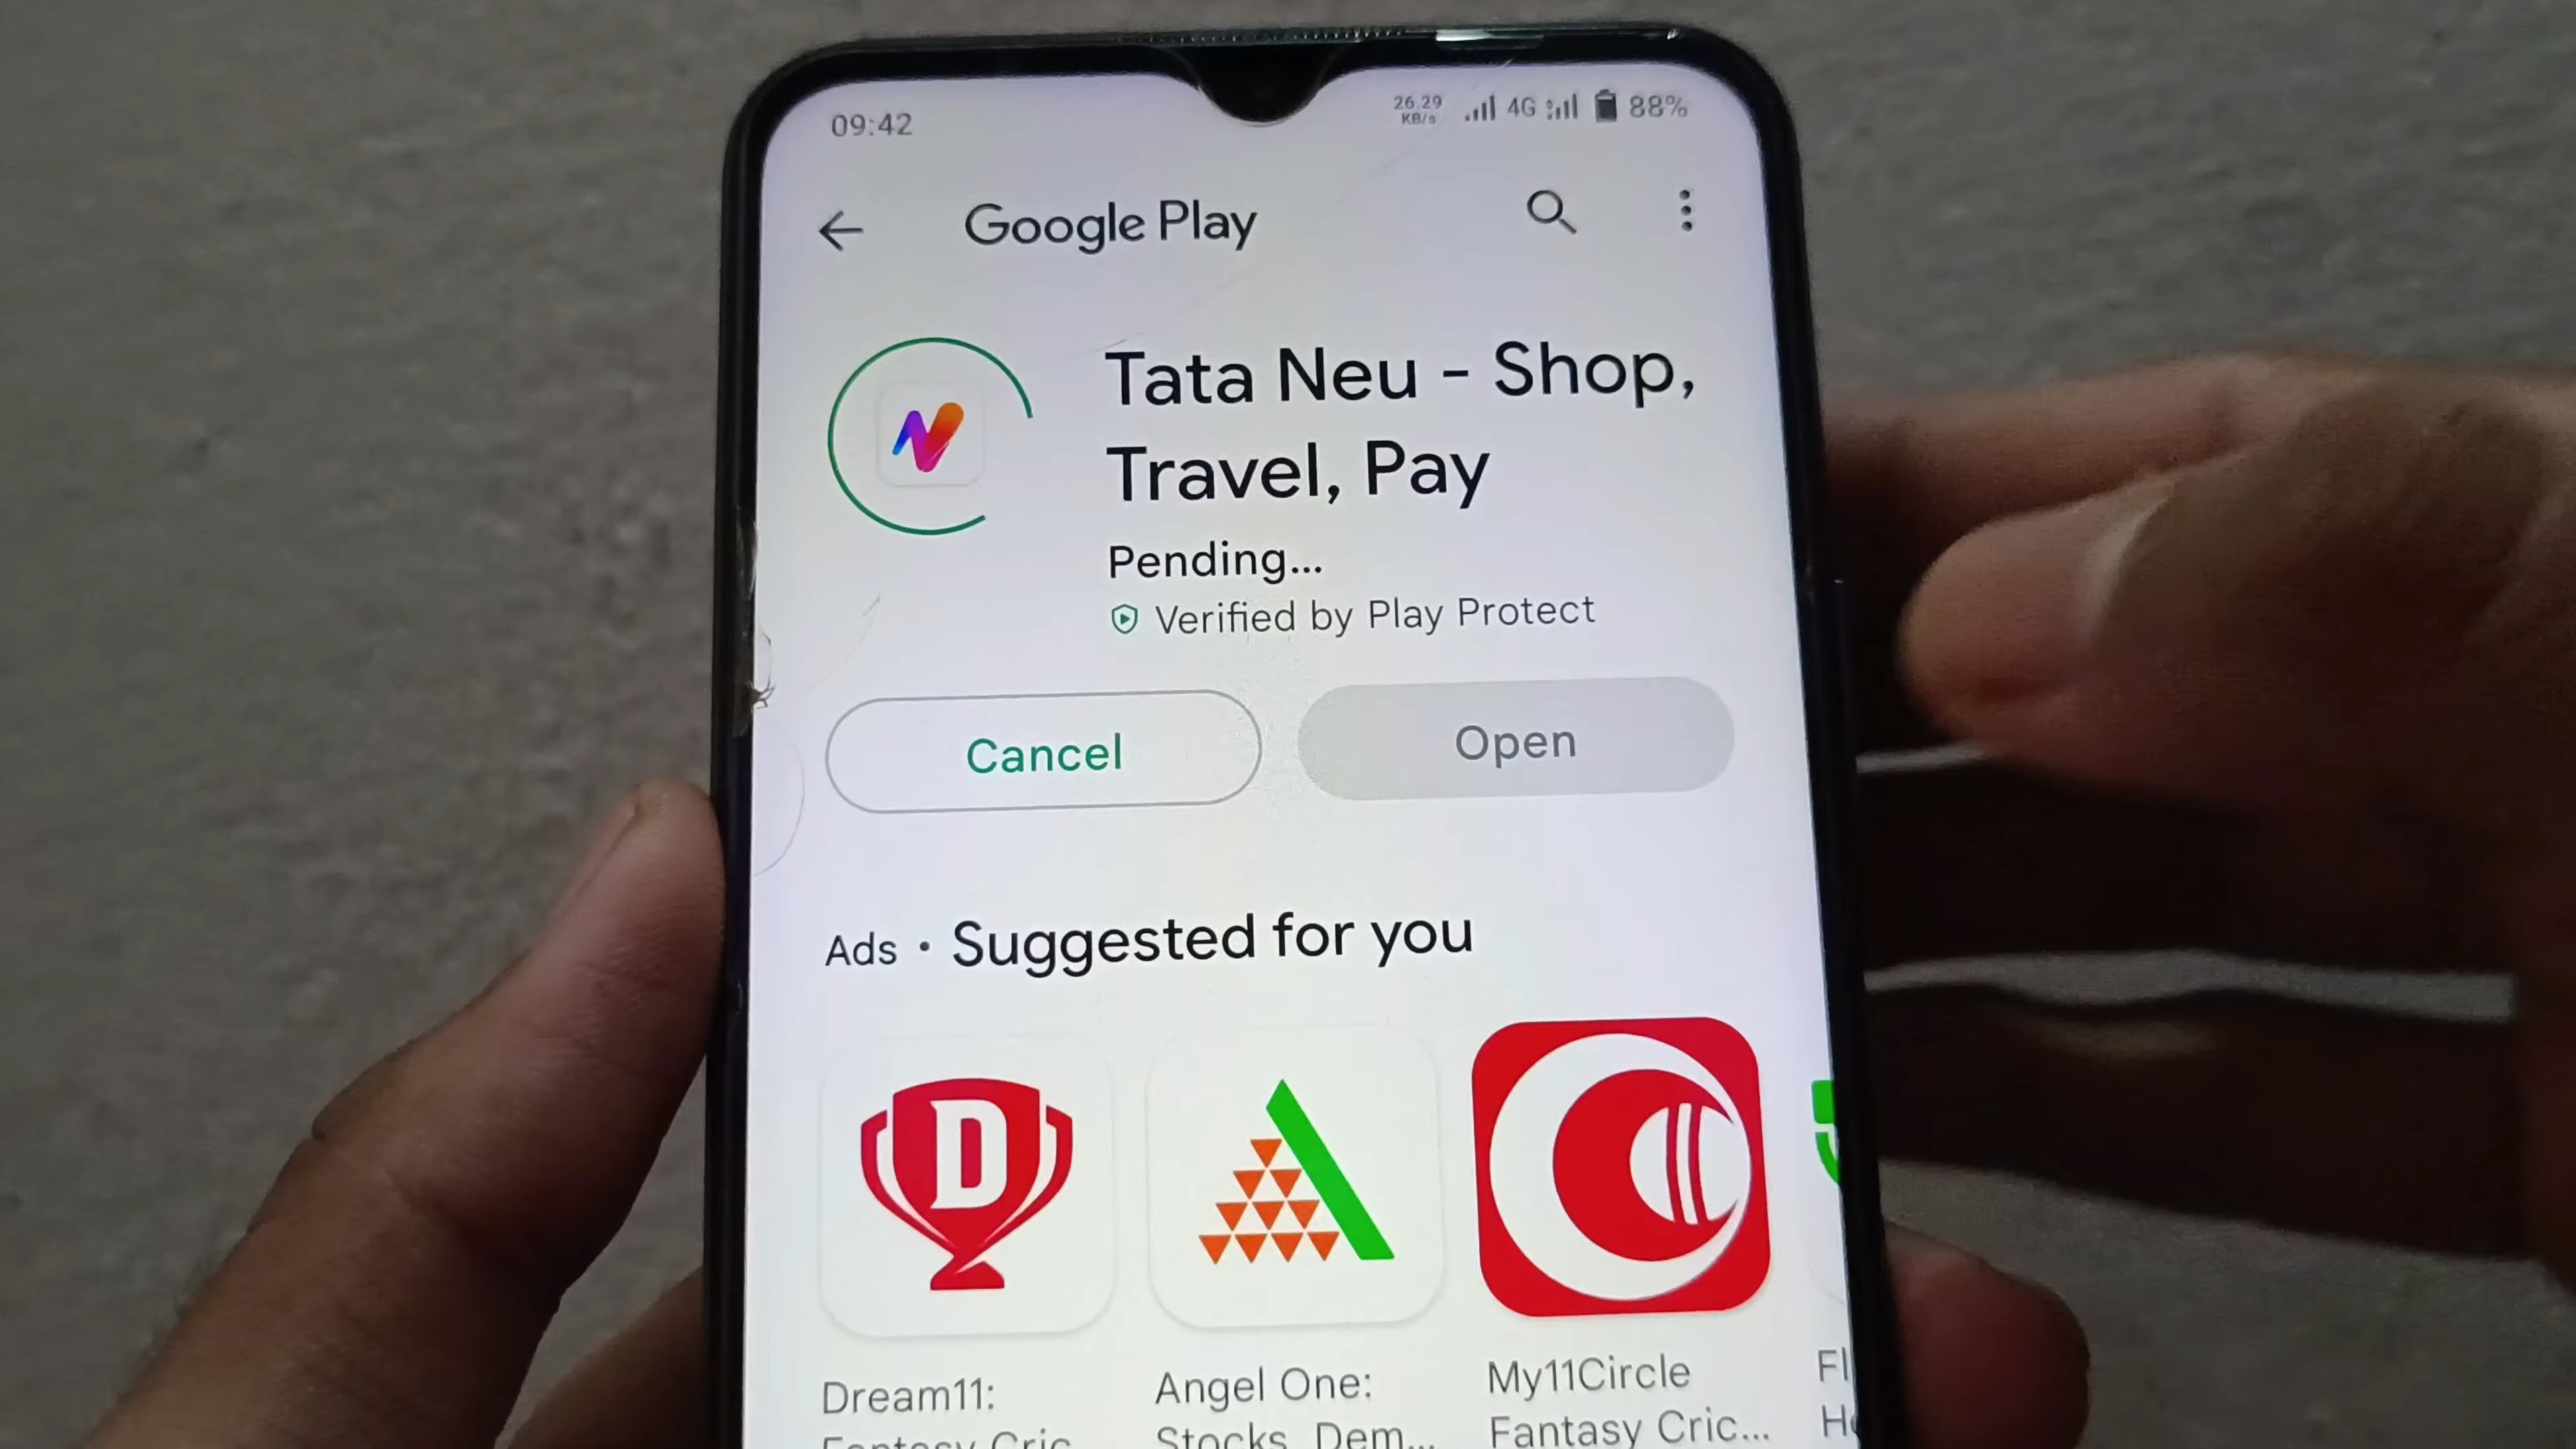 09:42
26.29
KB/s
4G
88%
Google Play
Tata Neu - Shop,
Travel, Pay
Pending...
Verified by Play Protect
Cancel
Open
Ads • Suggested for you
D
Dream11:
Angel One:
My11Circle
Fl
Fantasy Cric
Stocks, Dem...
Fantasy Cric...